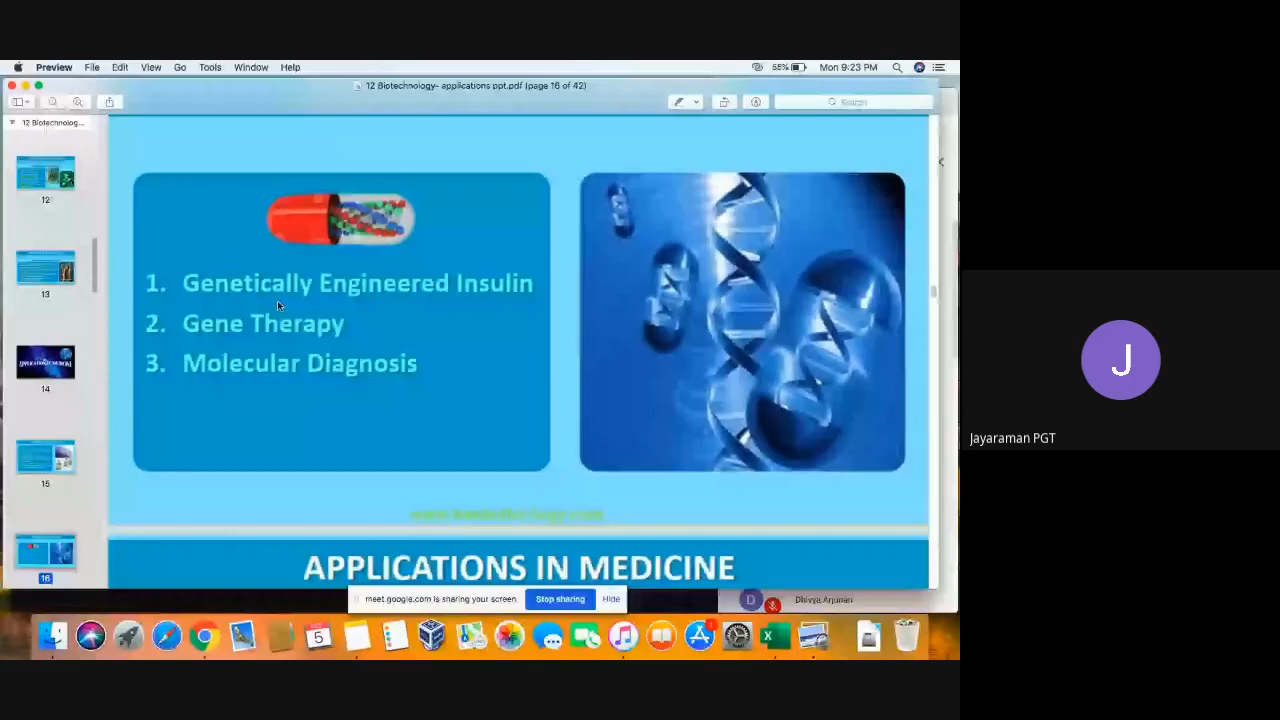 Preview File Edit View Go Tools Window Help
55% Mon 9:23 PM
12 Biotechnology- applications ppt.pdf (page 16 of 42)
Search
12 Biotechnolog...
12
13
14
15
16
1. Genetically Engineered Insulin
2. Gene Therapy
3. Molecular Diagnosis
APPLICATIONS IN MEDICINE
meet.google.com is sharing your screen.
Stop sharing
Hide
D
Dhivya Arjunan
5
J
Jayaraman PGT